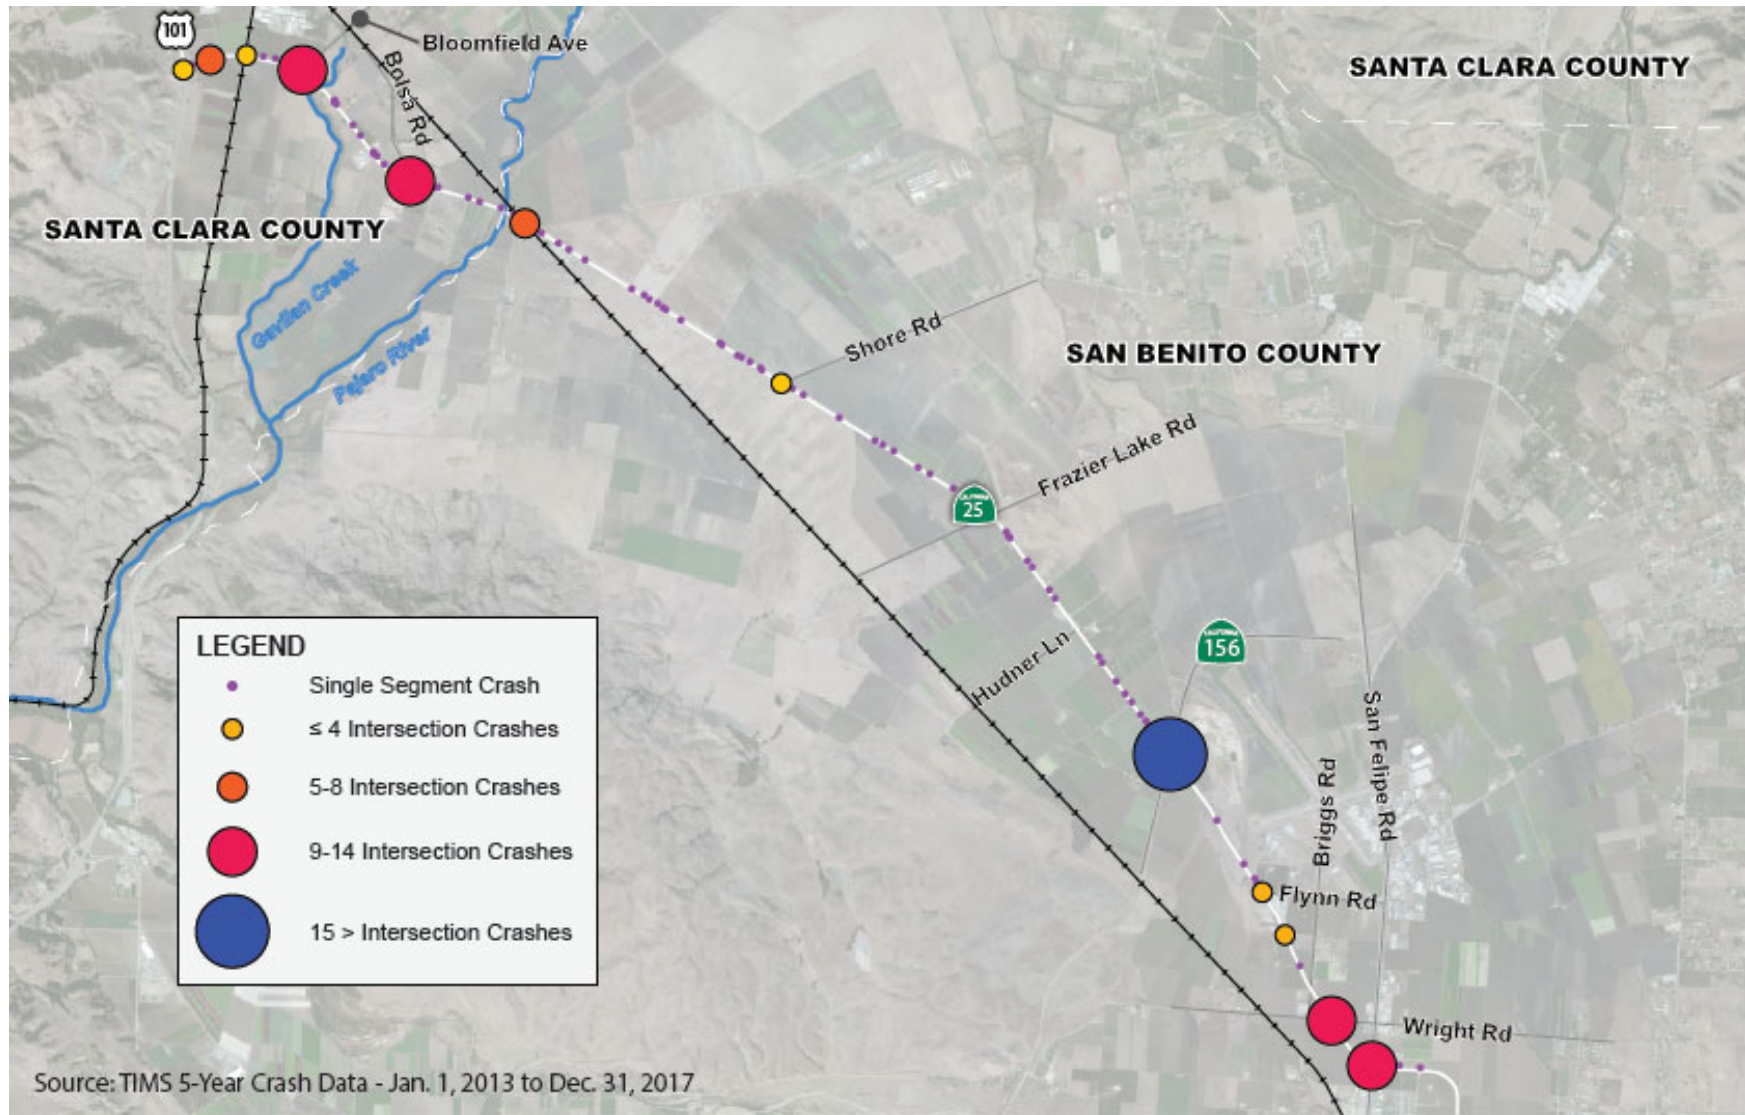 101
Bloomfield Ave
SANTA CLARA COUNTY
Bolsa Rd
SANTA CLARA COUNTY
Gavilan Creek
Pajaro River
Shore Rd
SAN BENITO COUNTY
Frazier Lake Rd
CALIFORNIA
25
Hudner Ln
CALIFORNIA
156
San Felipe Rd
Briggs Rd
Flynn Rd
Wright Rd
LEGEND
Single Segment Crash
≤ 4 Intersection Crashes
5-8 Intersection Crashes
9-14 Intersection Crashes
15 > Intersection Crashes
Source: TIMS 5-Year Crash Data - Jan. 1, 2013 to Dec. 31, 2017